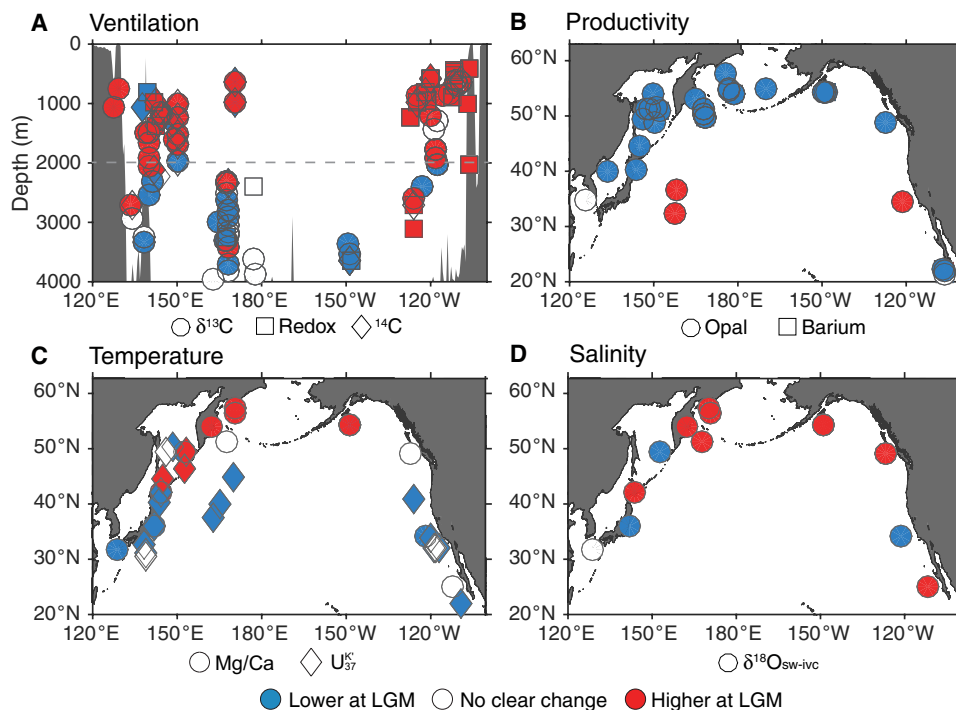 A Ventilation
B Productivity
0
1000
2000
3000
4000
Depth (m)
120°E 150°E 180°W 150°W 120°W
δ¹³C Redox ¹⁴C
60°N
50°N
40°N
30°N
20°N
120°E 150°E 180°W 150°W 120°W
Opal Barium
C Temperature
D Salinity
60°N
50°N
40°N
30°N
20°N
120°E 150°E 180°W 150°W 120°W
Mg/Ca U37K'
60°N
50°N
40°N
30°N
20°N
120°E 150°E 180°W 150°W 120°W
δ¹⁸Osw-ivc
Lower at LGM No clear change Higher at LGM